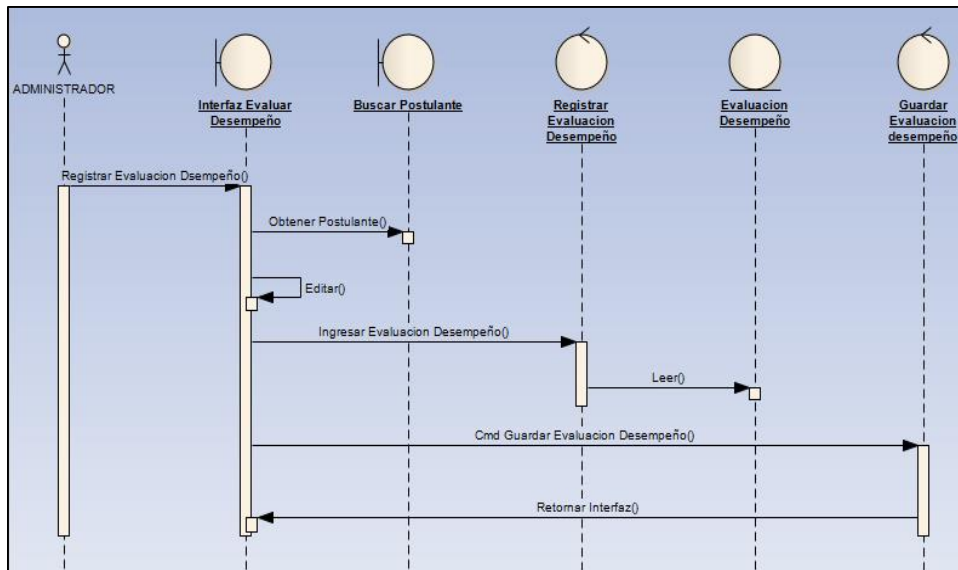 ADMINISTRADOR
Interfaz Evaluar
Desempeño
Buscar Postulante
Registrar
Evaluacion
Desempeño
Evaluacion
Desempeño
Guardar
Evaluacion
desempeño
Registrar Evaluacion Dsempeño()
Obtener Postulante()
Editar()
Ingresar Evaluacion Desempeño()
Leer()
Cmd Guardar Evaluacion Desempeño()
Retornar Interfaz()